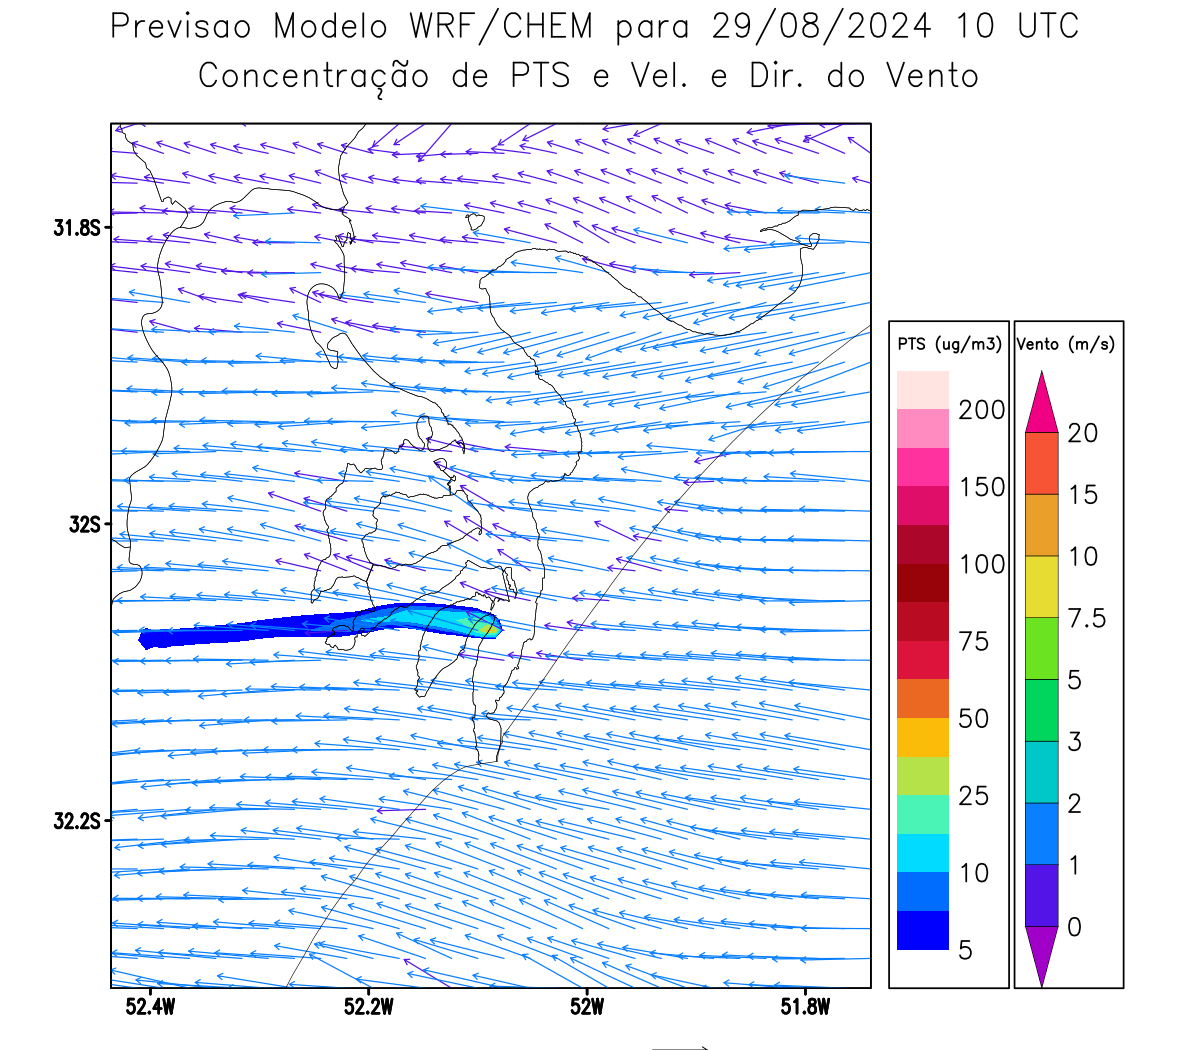 Previsao Modelo WRF/CHEM para 29/08/2024 10 UTC
Concentração de PTS e Vel. e Dir. do Vento
31.8S
32S
32.2S
52.4W 52.2W 52W 51.8W
PTS (ug/m3)
200
150
100
75
50
25
10
5
Vento (m/s)
20
15
10
7.5
5
3
2
1
0